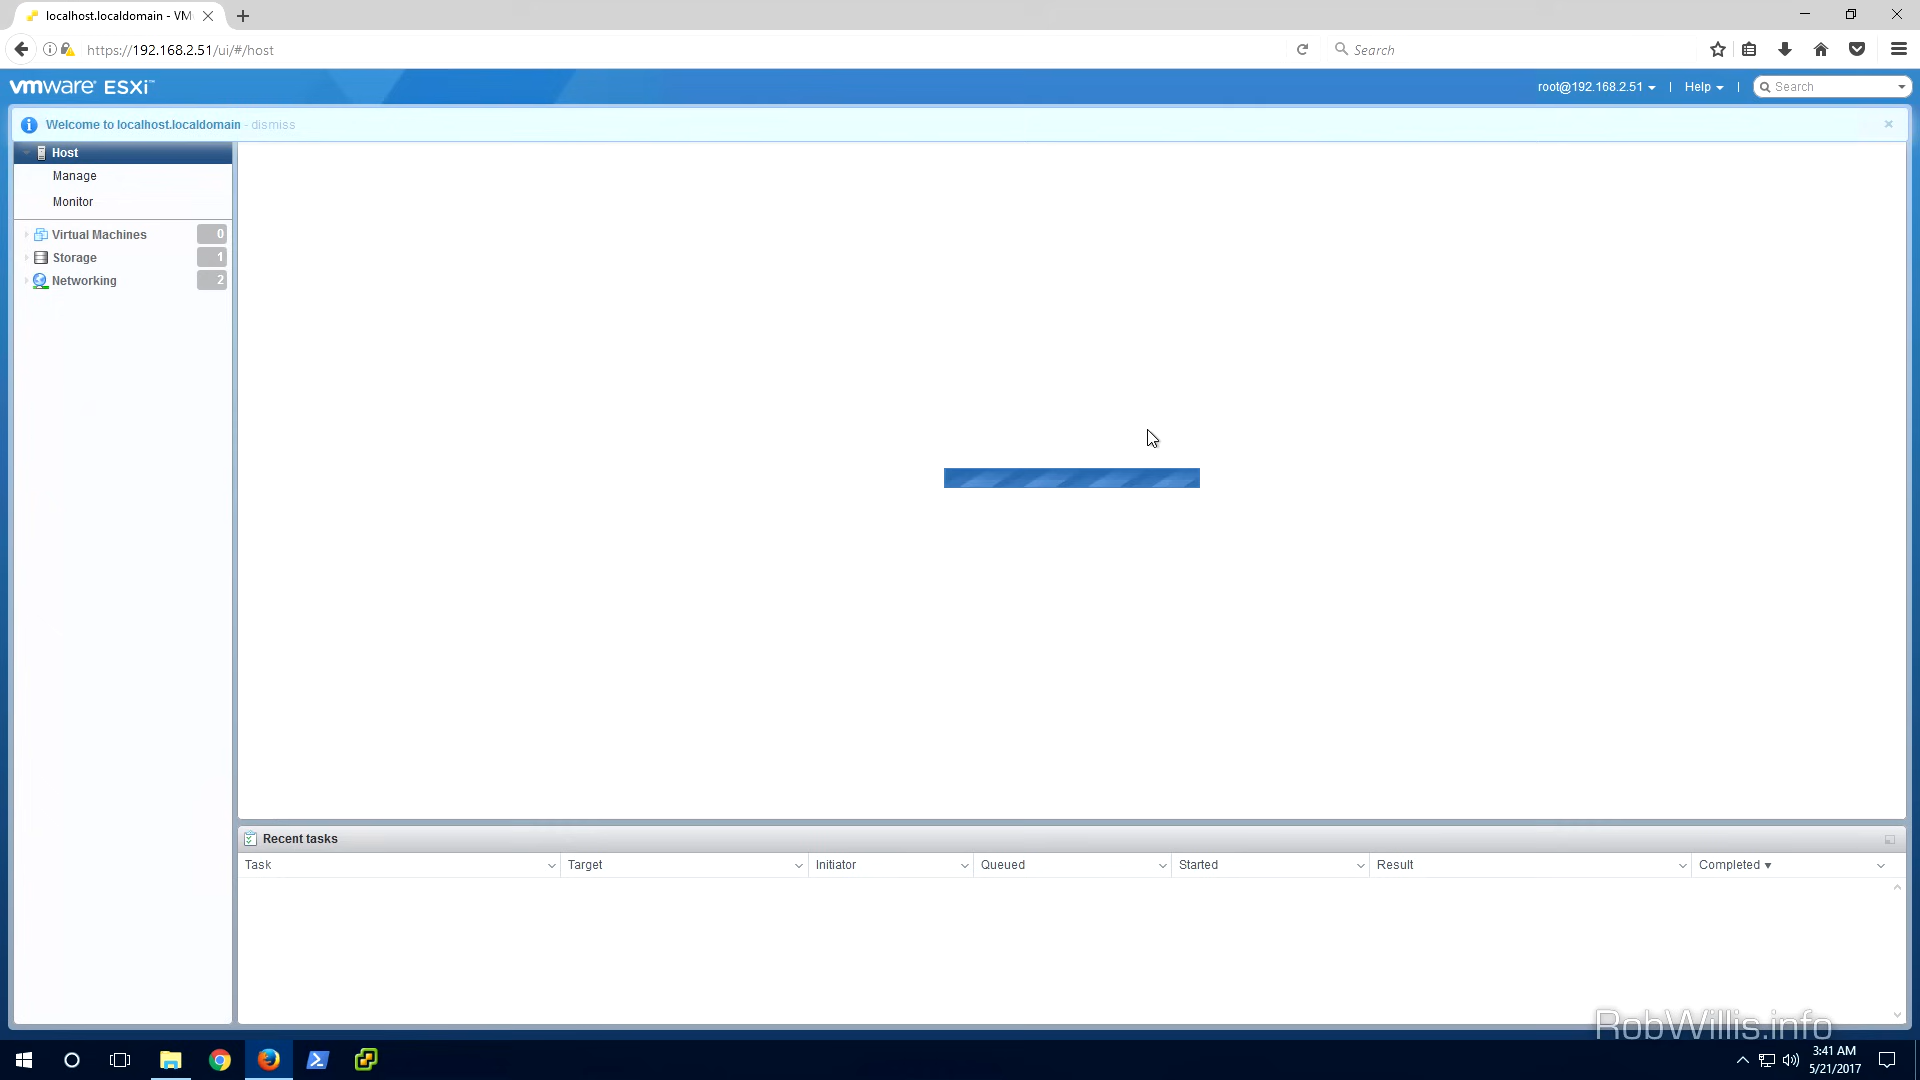 localhost.localdomain - VM
https://192.168.2.51/ui/#/host
Search
vmware ESXi™
root@192.168.2.51
|
Help
|
Search
Welcome to localhost.localdomain - dismiss
Host
Manage
Monitor
Virtual Machines 0
Storage 1
Networking 2
Recent tasks
Task Target Initiator Queued Started Result Completed
RobWillis.info
3:41 AM
5/21/2017